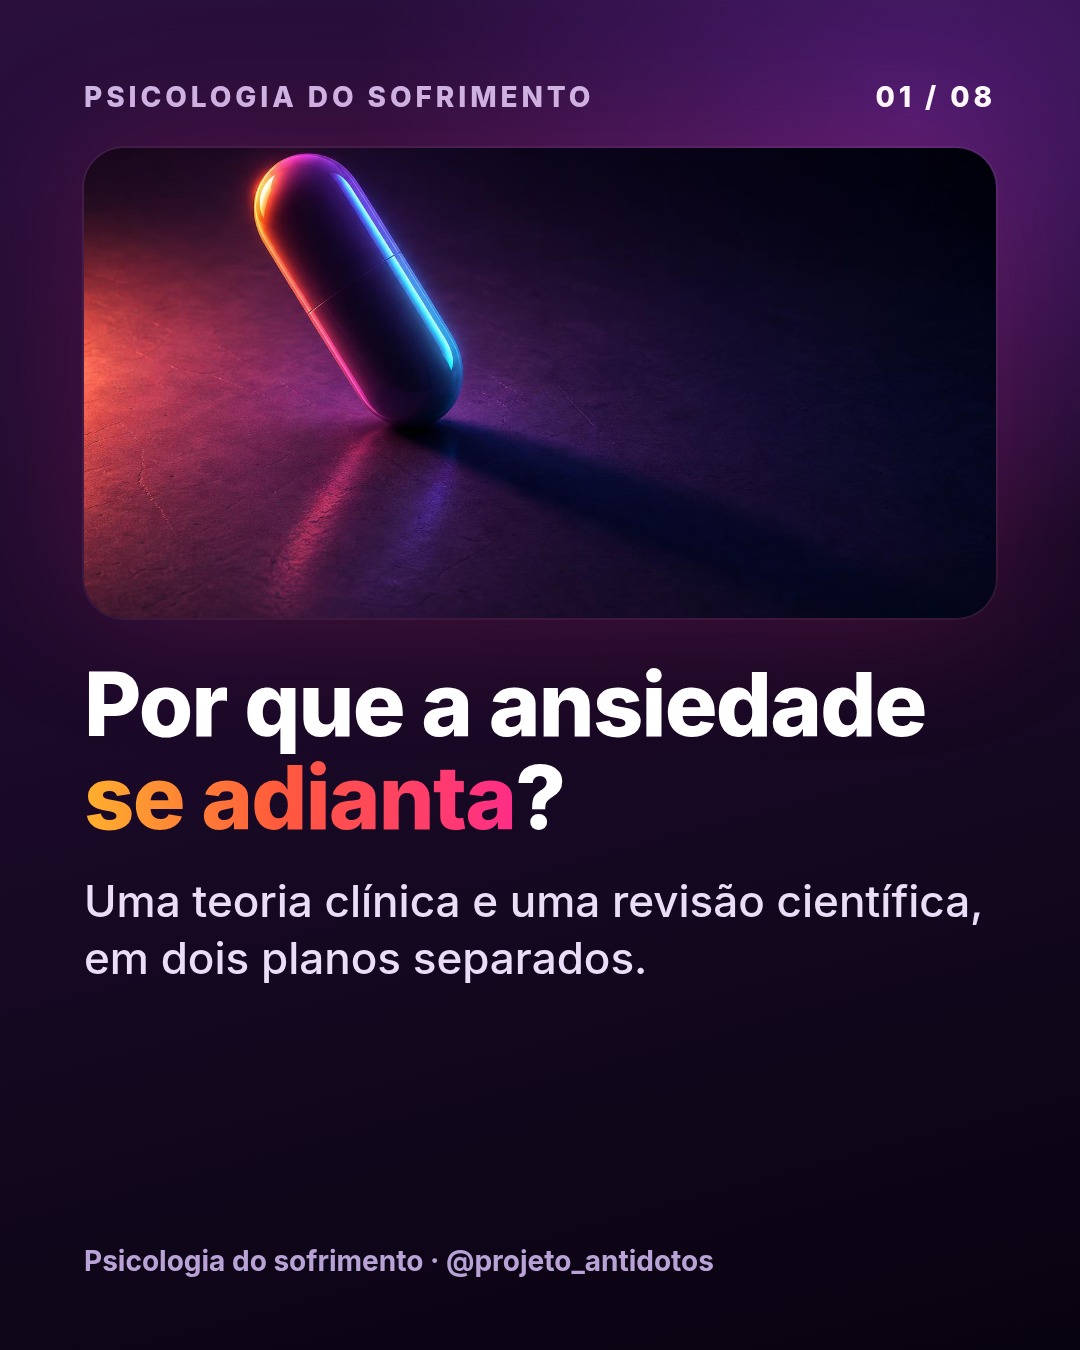 PSICOLOGIA DO SOFRIMENTO 01 / 08
Por que a ansiedade
se adianta?
Uma teoria clínica e uma revisão científica,
em dois planos separados.
Psicologia do sofrimento · @projeto_antidotos